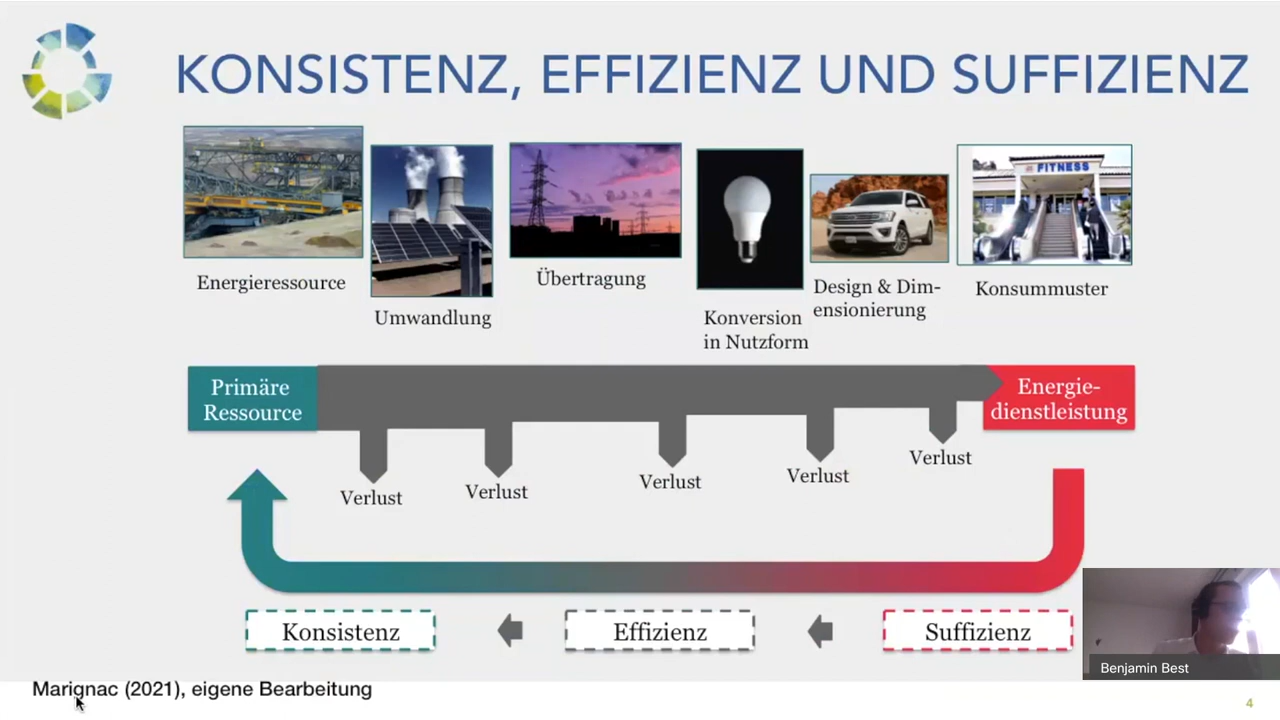 KONSISTENZ, EFFIZIENZ UND SUFFIZIENZ
FITNESS
Energieressource
Umwandlung
Übertragung
Konversion
in Nutzform
Design & Dim-
ensionierung
Konsummuster
Primäre
Ressource
Energie-
dienstleistung
Verlust
Verlust
Verlust
Verlust
Verlust
Konsistenz
Effizienz
Suffizienz
Benjamin Best
Marignac (2021), eigene Bearbeitung
4